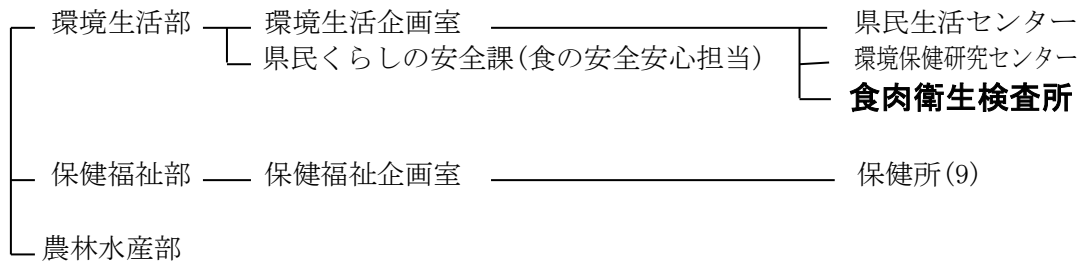 環境生活部 環境生活企画室 県民生活センター
県民くらしの安全課(食の安全安心担当) 環境保健研究センター
食肉衛生検査所
保健福祉部 保健福祉企画室 保健所(9)
農林水産部